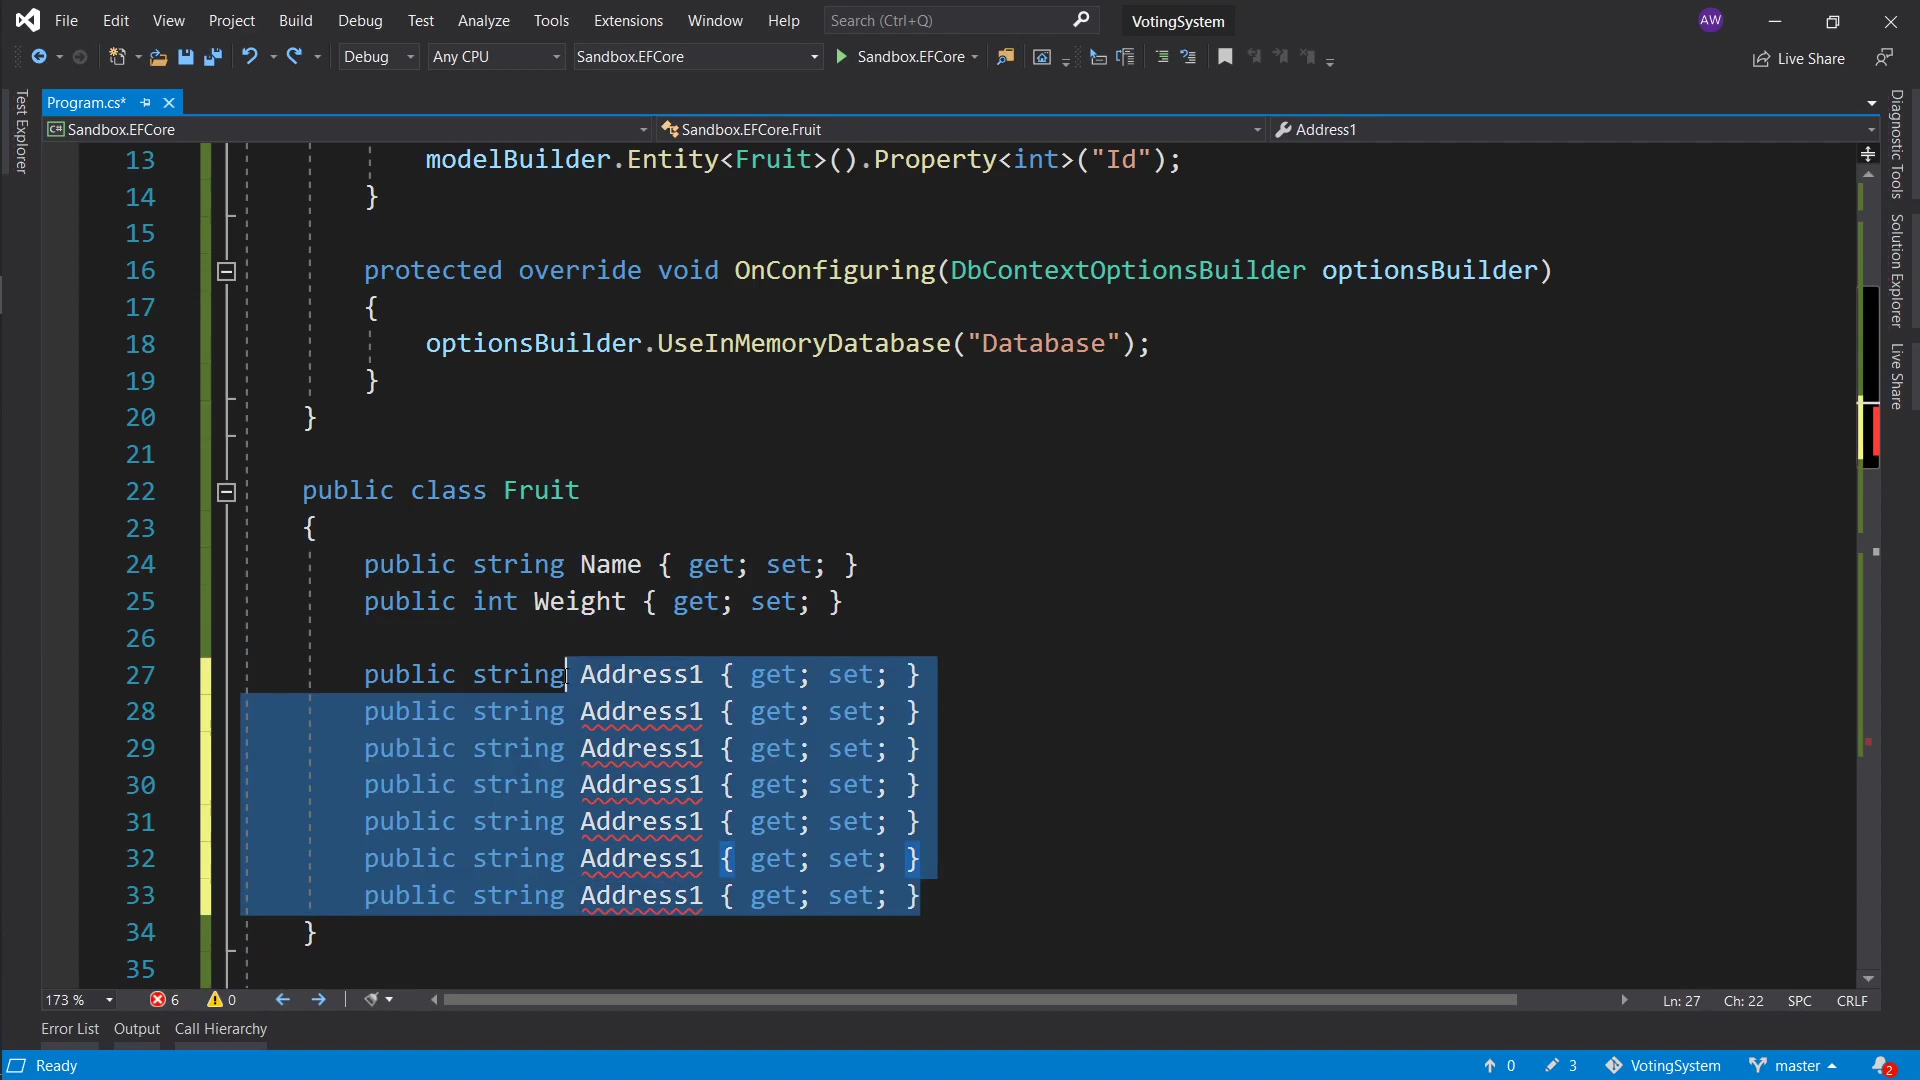 File Edit View Project Build Debug Test Analyze Tools Extensions Window Help Search (Ctrl+Q) VotingSystem AW
Debug Any CPU Sandbox.EFCore Sandbox.EFCore Live Share
Test Explorer
Program.cs*
Sandbox.EFCore Sandbox.EFCore.Fruit Address1
13 modelBuilder.Entity<Fruit>().Property<int>("Id");
14 }
15
16 protected override void OnConfiguring(DbContextOptionsBuilder optionsBuilder)
17 {
18 optionsBuilder.UseInMemoryDatabase("Database");
19 }
20 }
21
22 public class Fruit
23 {
24 public string Name { get; set; }
25 public int Weight { get; set; }
26
27 public string Address1 { get; set; }
28 public string Address1 { get; set; }
29 public string Address1 { get; set; }
30 public string Address1 { get; set; }
31 public string Address1 { get; set; }
32 public string Address1 { get; set; }
33 public string Address1 { get; set; }
34 }
35
Diagnostic Tools
Solution Explorer
Live Share
173 % 6 0 Ln: 27 Ch: 22 SPC CRLF
Error List Output Call Hierarchy
Ready 0 3 VotingSystem master 2